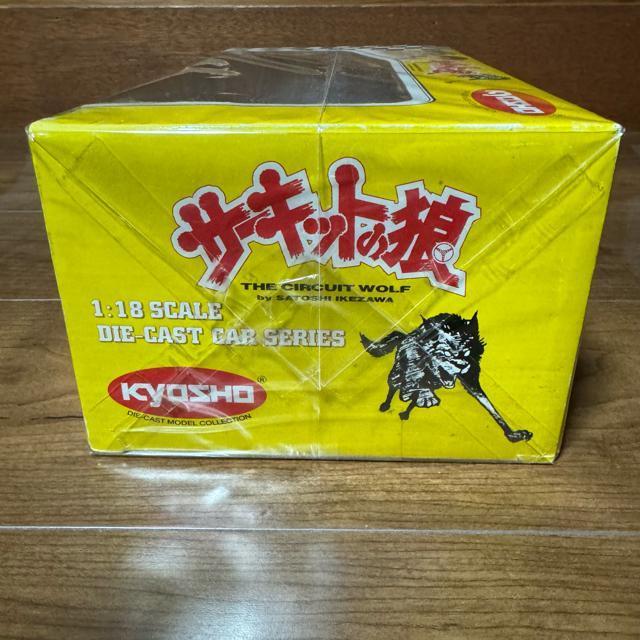 KYOSHO
サーキットの狼
THE CIRCUIT WOLF
by SATOSHI IKEZAWA
1:18 SCALE
DIE-CAST CAR SERIES
KYOSHO®
DIE-CAST MODEL COLLECTION